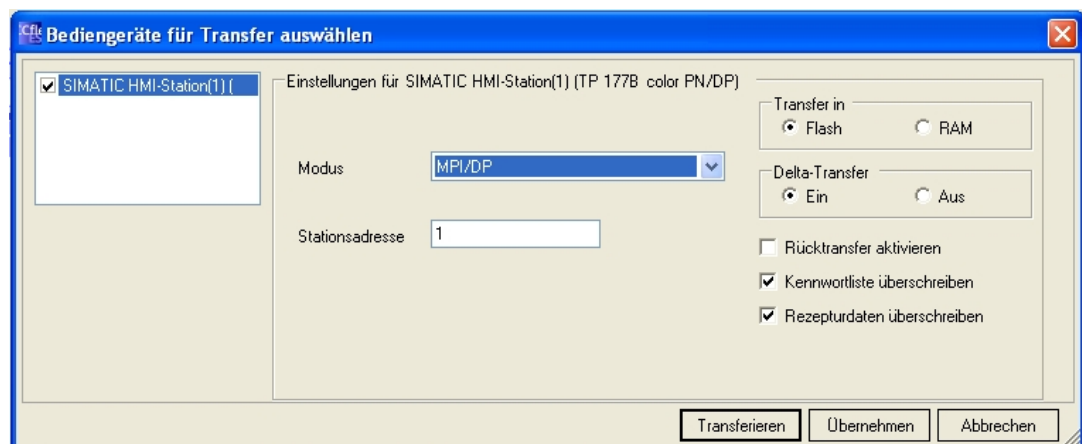 Bediengeräte für Transfer auswählen
SIMATIC HMI-Station(1) (
Einstellungen für SIMATIC HMI-Station(1) (TP 177B color PN/DP)
Modus
MPI/DP
Stationsadresse
1
Transfer in
Flash
RAM
Delta-Transfer
Ein
Aus
Rücktransfer aktivieren
Kennwortliste überschreiben
Rezepturdaten überschreiben
Transferieren
Übernehmen
Abbrechen